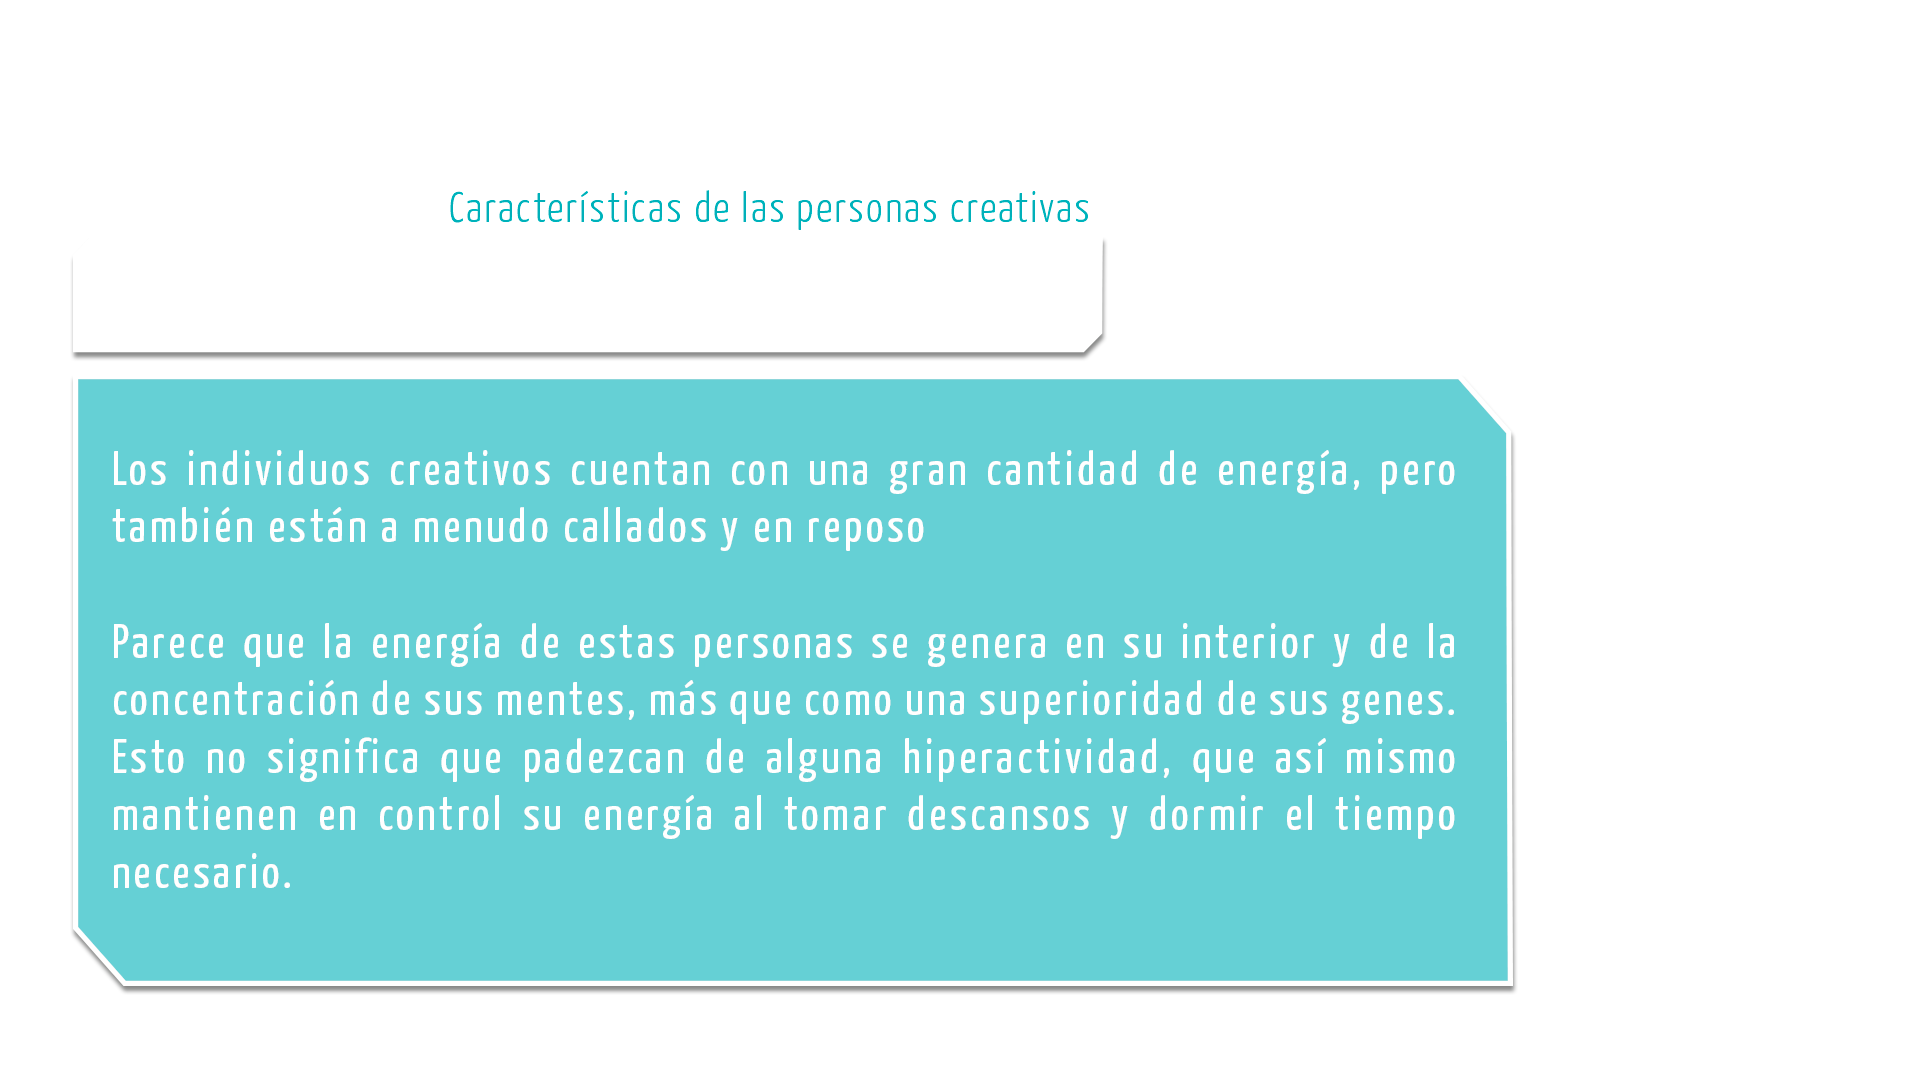 Características de las personas creativas
Los individuos creativos cuentan con una gran cantidad de energía, pero
también están a menudo callados y en reposo
Parece que la energía de estas personas se genera en su interior y de la
concentración de sus mentes, más que como una superioridad de sus genes.
Esto no significa que padezcan de alguna hiperactividad, que así mismo
mantienen en control su energía al tomar descansos y dormir el tiempo
necesario.